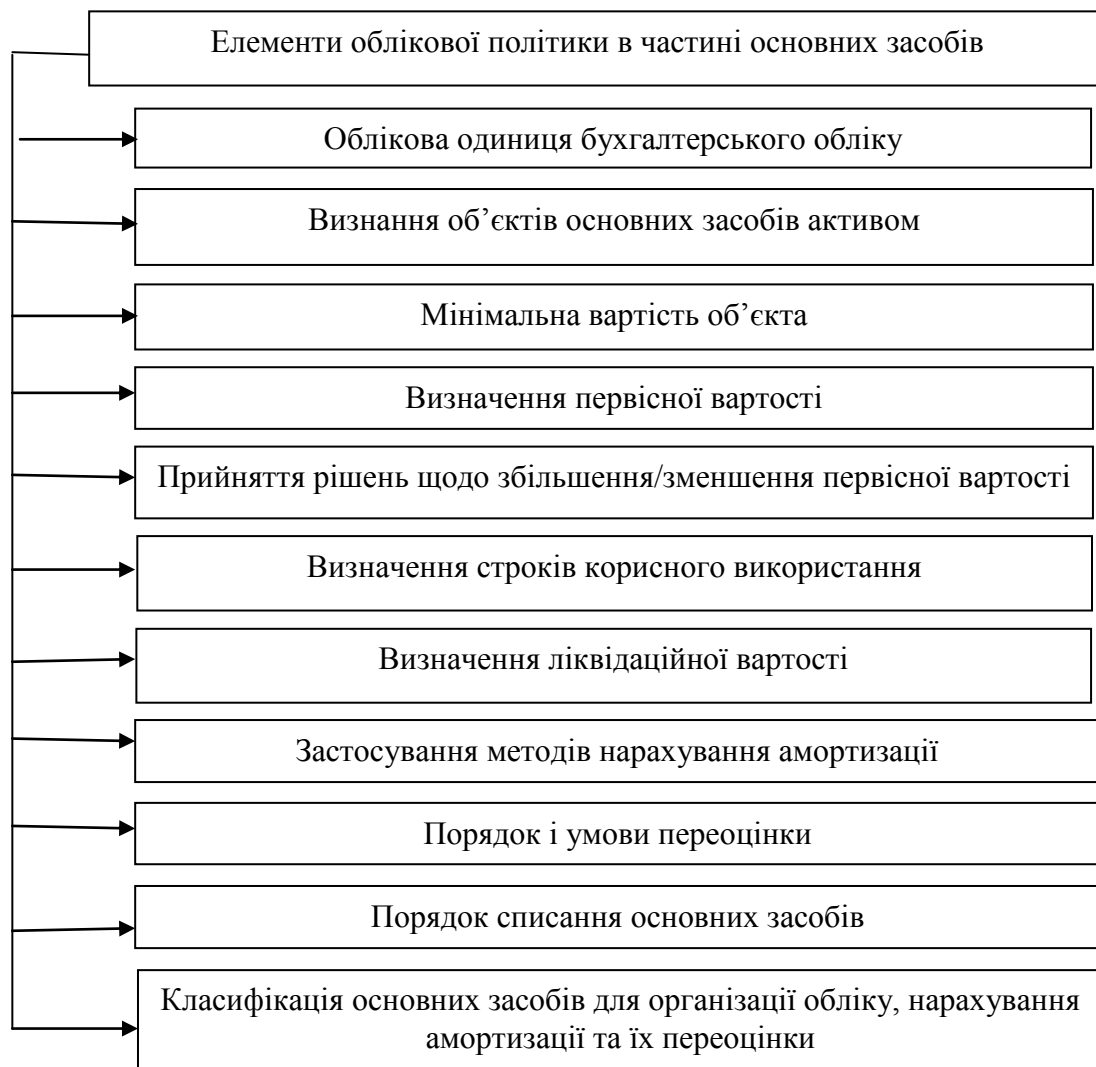 Елементи облікової політики в частині основних засобів
Облікова одиниця бухгалтерського обліку
Визнання об’єктів основних засобів активом
Мінімальна вартість об’єкта
Визначення первісної вартості
Прийняття рішень щодо збільшення/зменшення первісної вартості
Визначення строків корисного використання
Визначення ліквідаційної вартості
Застосування методів нарахування амортизації
Порядок і умови переоцінки
Порядок списання основних засобів
Класифікація основних засобів для організації обліку, нарахування
амортизації та їх переоцінки